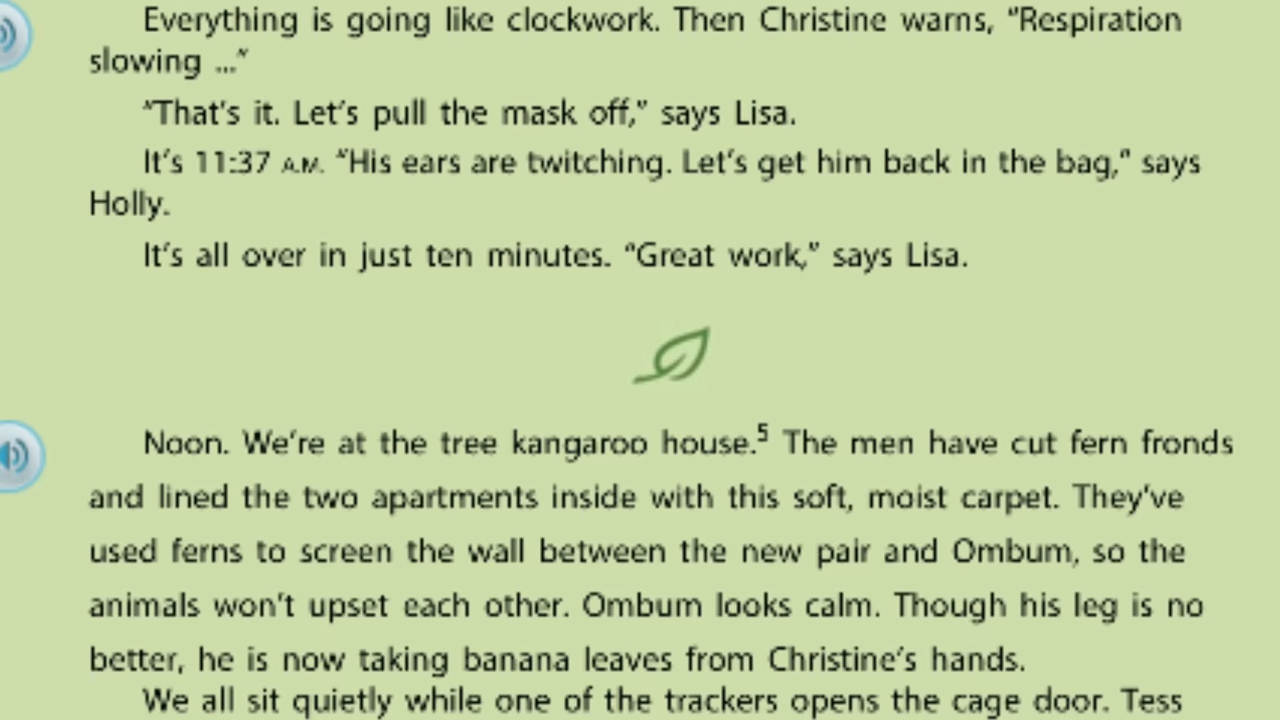 Everything is going like clockwork. Then Christine warns, “Respiration
slowing ...”
“That’s it. Let’s pull the mask off,” says Lisa.
It’s 11:37 A.M. “His ears are twitching. Let’s get him back in the bag,” says
Holly.
It’s all over in just ten minutes. “Great work,” says Lisa.
Noon. We’re at the tree kangaroo house.⁵ The men have cut fern fronds
and lined the two apartments inside with this soft, moist carpet. They’ve
used ferns to screen the wall between the new pair and Ombum, so the
animals won’t upset each other. Ombum looks calm. Though his leg is no
better, he is now taking banana leaves from Christine’s hands.
We all sit quietly while one of the trackers opens the cage door. Tess